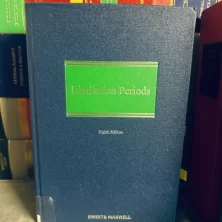 Limitation Periods
Eighth Edition
SWEET & MAXWELL